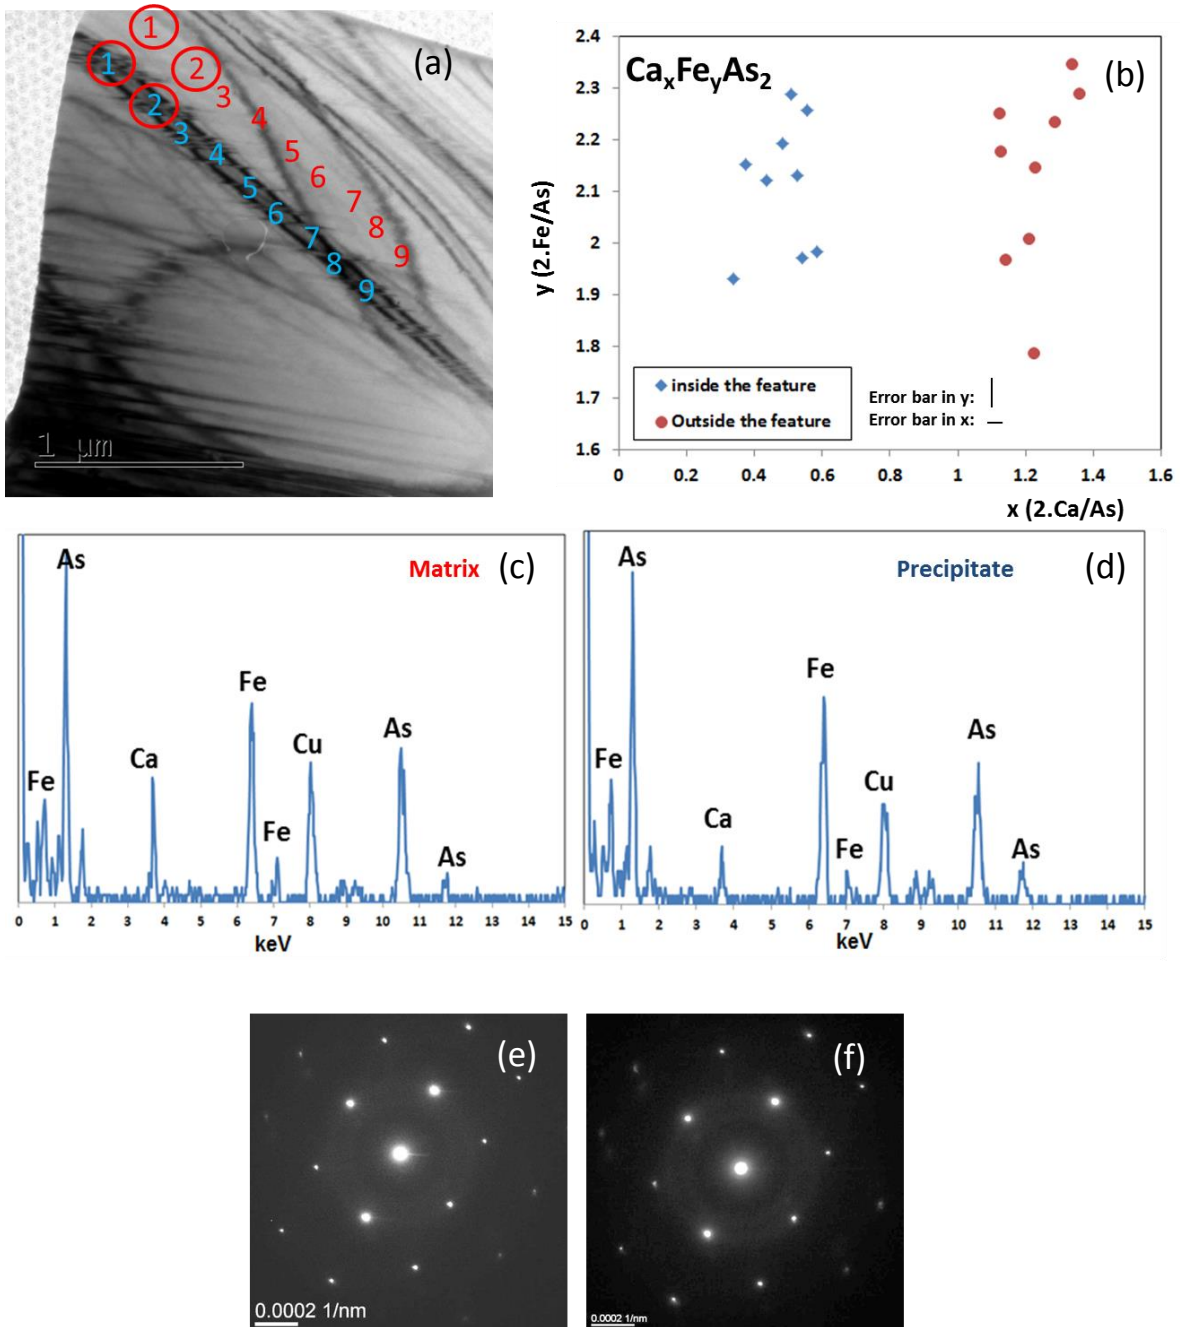 (a)
1
2
3
4
5
6
7
8
9
1
2
3
4
5
6
7
8
9
1 μm
(b)
CaxFeyAs2
y (2.Fe/As)
2.4
2.3
2.2
2.1
2
1.9
1.8
1.7
1.6
0 0.2 0.4 0.6 0.8 1 1.2 1.4 1.6
x (2.Ca/As)
inside the feature
Outside the feature
Error bar in y:
Error bar in x:
Matrix (c)
As
Fe
Ca
Fe
Fe
Cu
As
As
0 1 2 3 4 5 6 7 8 9 10 11 12 13 14 15
keV
Precipitate (d)
As
Fe
Ca
Fe
Fe
Cu
As
As
0 1 2 3 4 5 6 7 8 9 10 11 12 13 14 15
keV
(e)
0.0002 1/nm
(f)
0.0002 1/nm